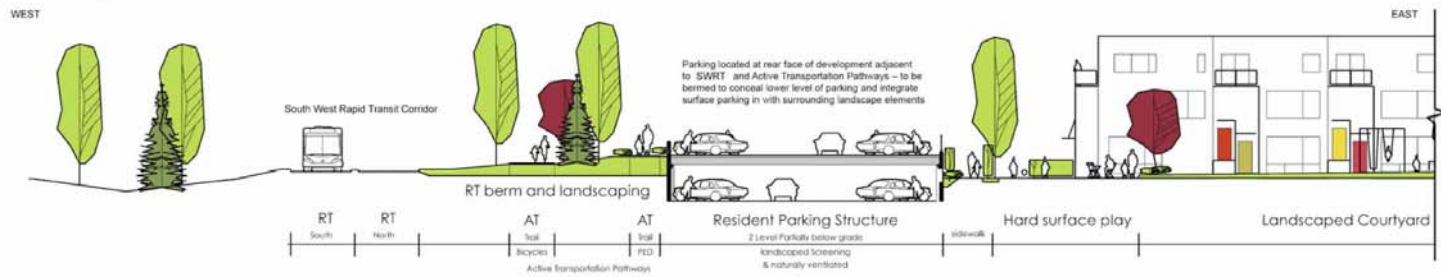 WEST
EAST
Parking located at rear face of development adjacent
to SWRT and Active Transportation Pathways – to be
bermed to conceal lower level of parking and integrate
surface parking in with surrounding landscape elements
South West Rapid Transit Corridor
RT berm and landscaping
RT
South
RT
North
AT
Trail
Bicycles
AT
Trail
PED
Active Transportation Pathways
Resident Parking Structure
2 Level Partially below grade
landscaped Screening
& naturally ventilated
sidewalk
Hard surface play
Landscaped Courtyard